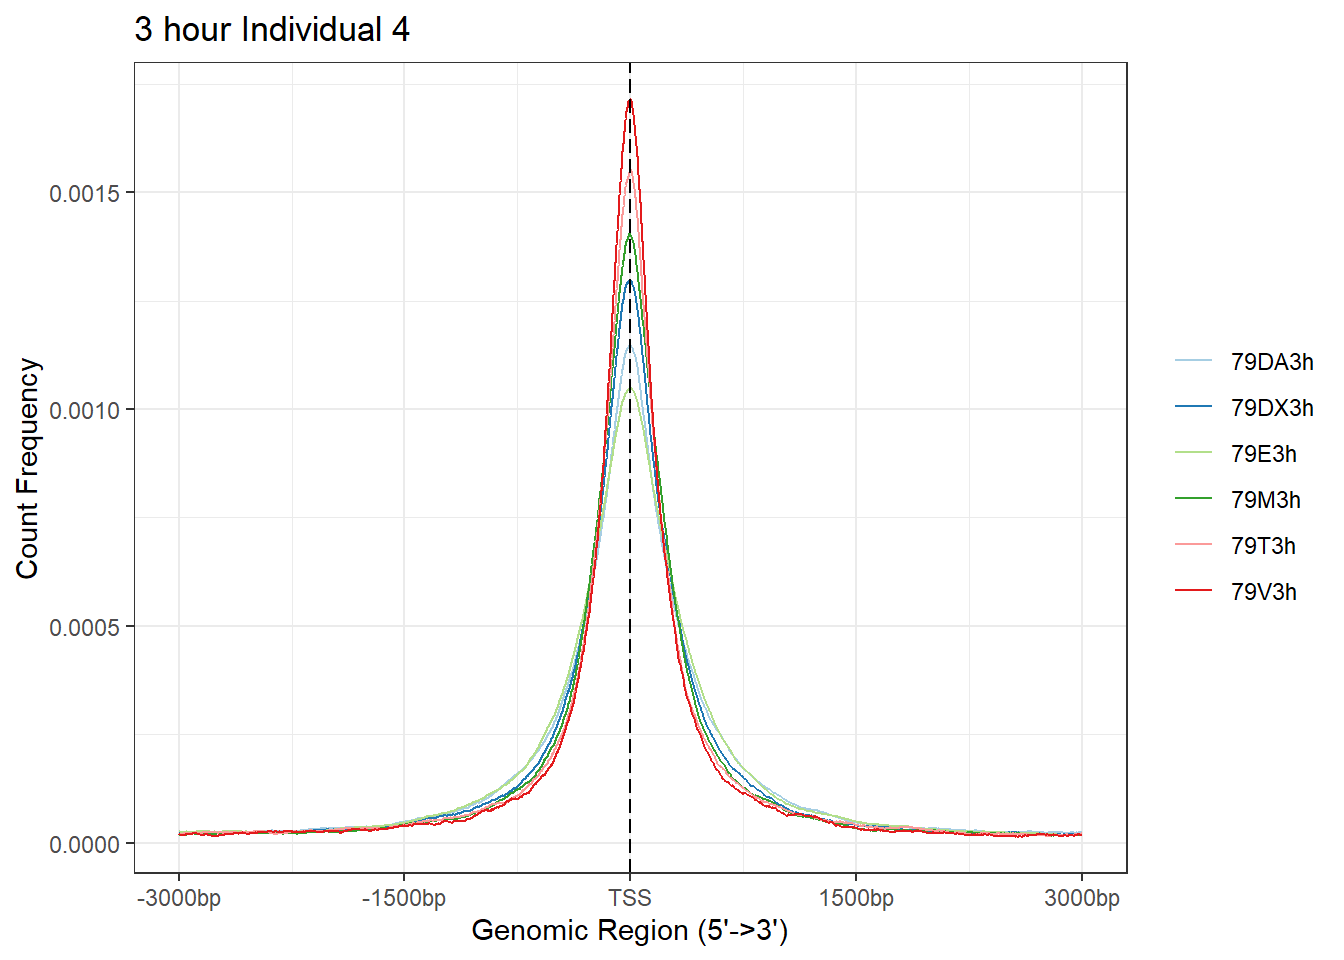 3 hour Individual 4
Count Frequency
0.0015
0.0010
0.0005
0.0000
-3000bp
-1500bp
TSS
1500bp
3000bp
Genomic Region (5'->3')
79DA3h
79DX3h
79E3h
79M3h
79T3h
79V3h